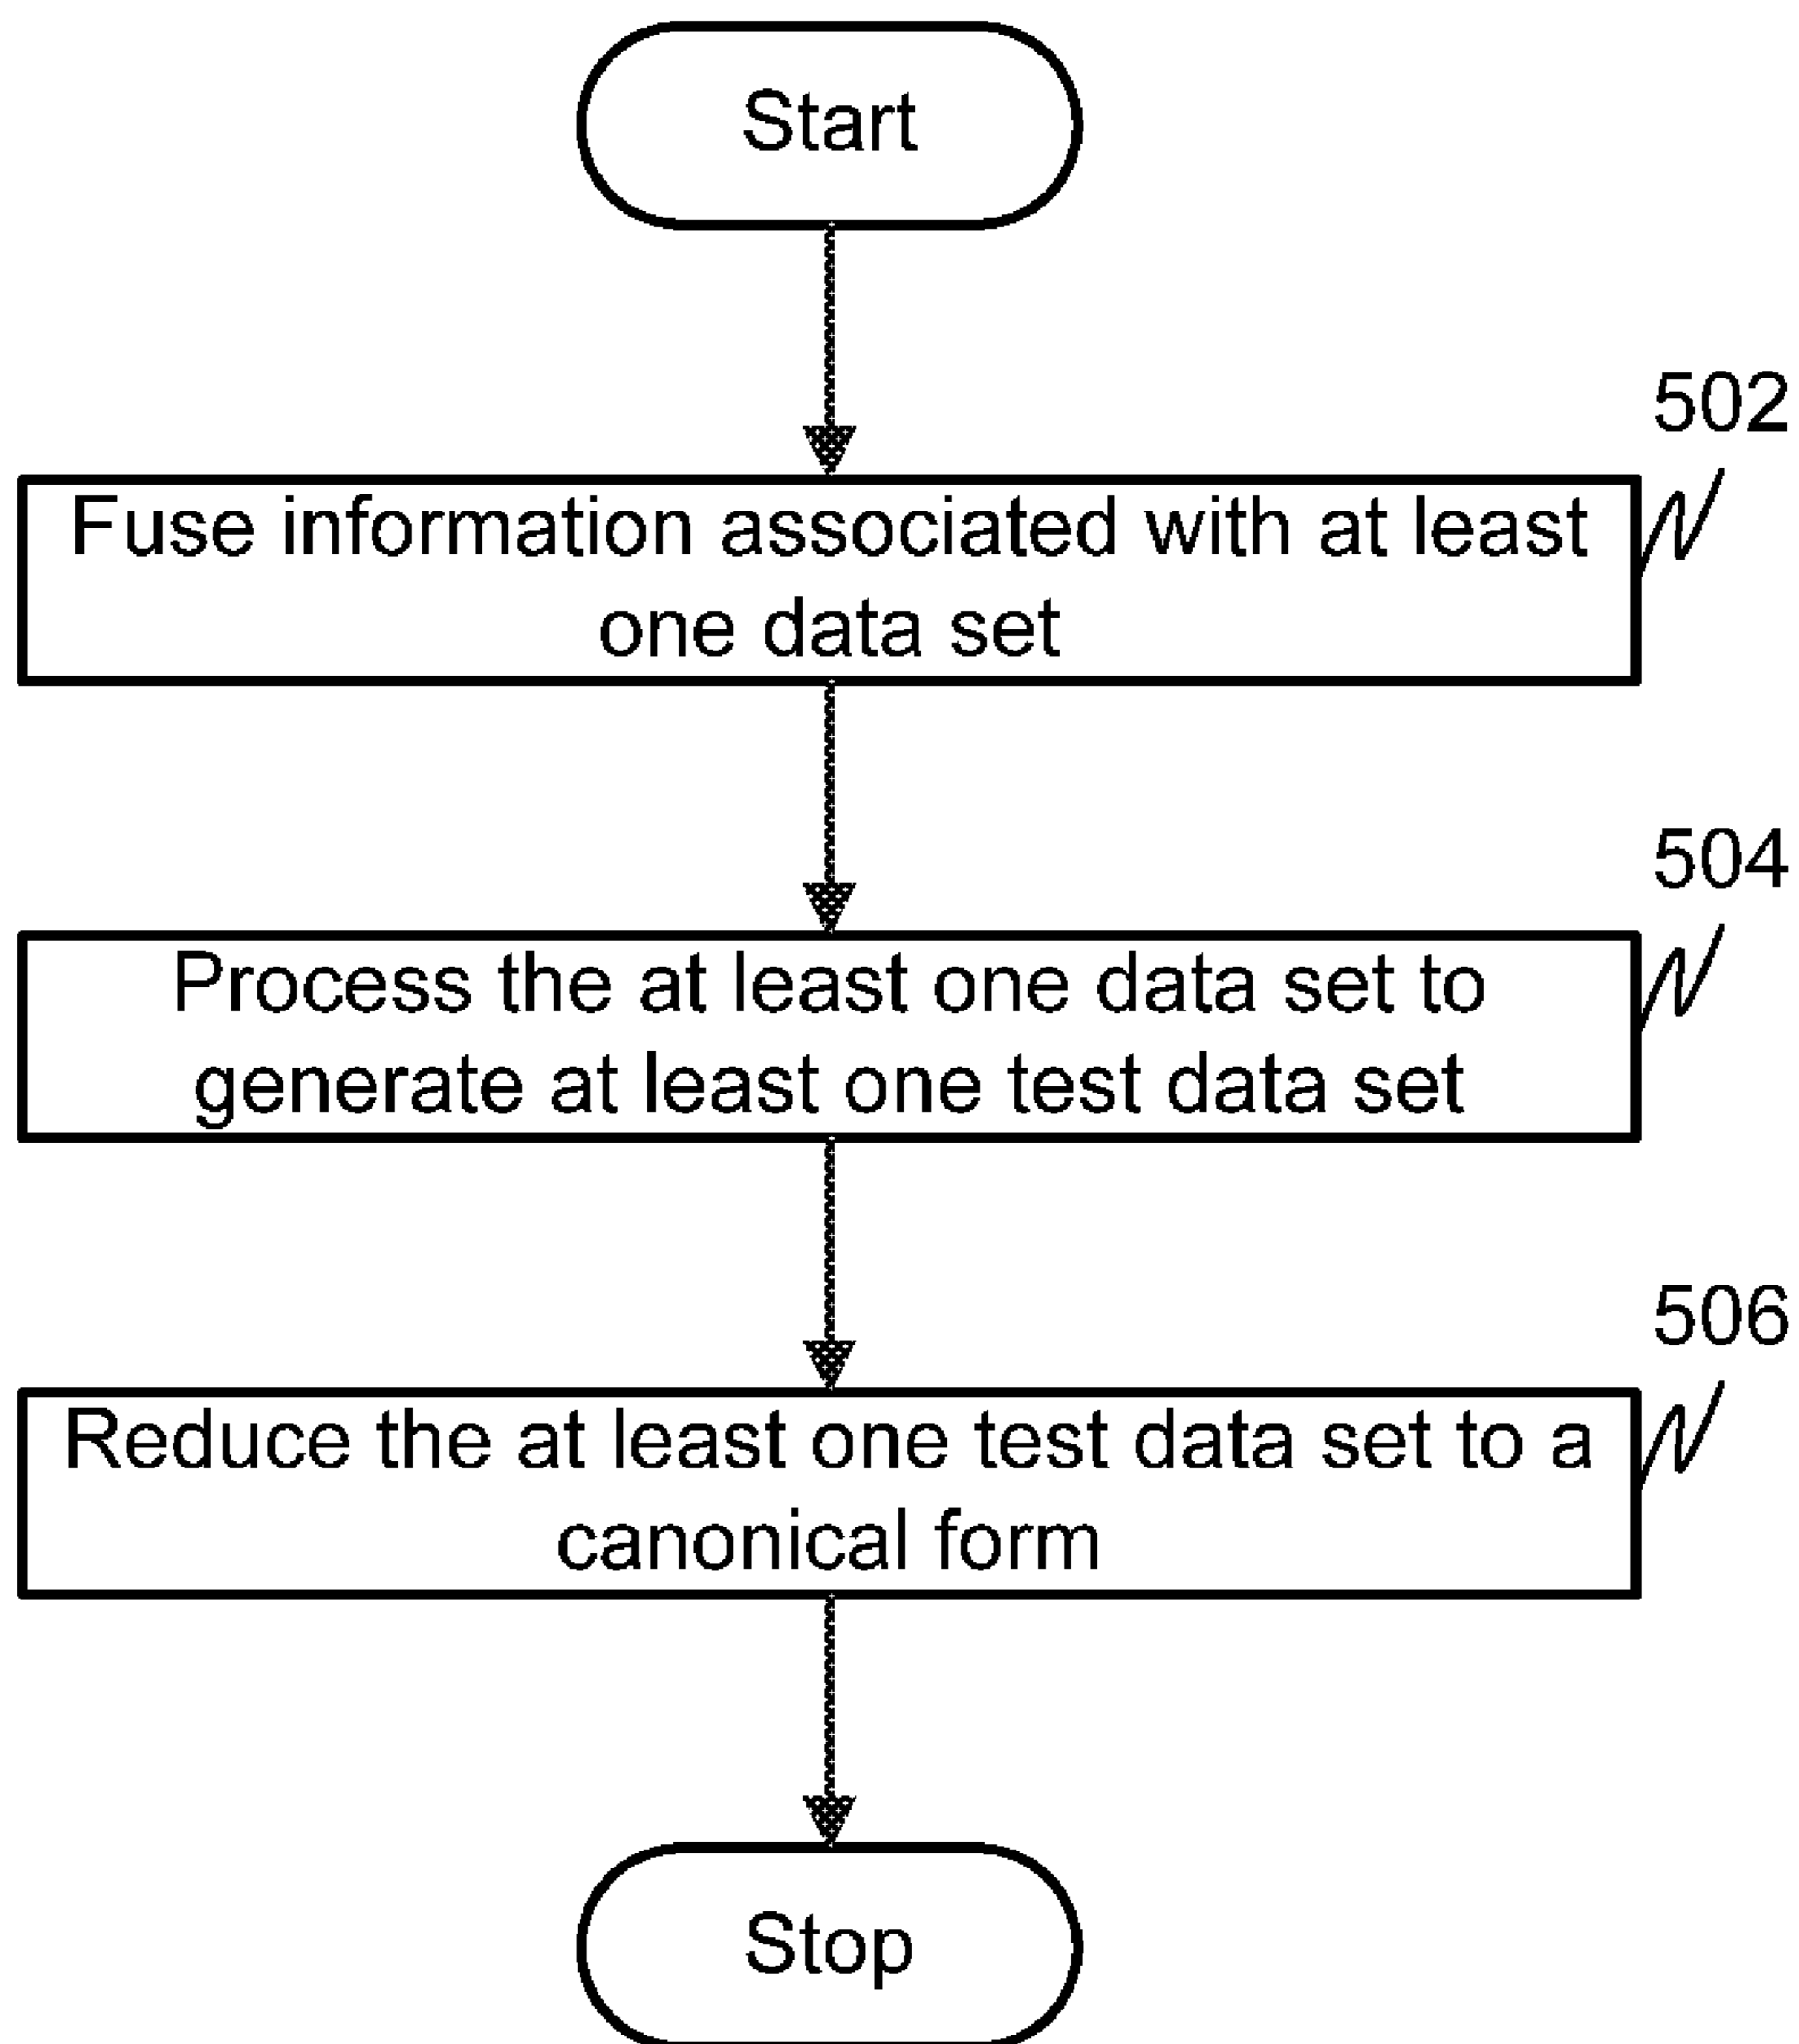 Start
502
Fuse information associated with at least
one data set
504
Process the at least one data set to
generate at least one test data set
506
Reduce the at least one test data set to a
canonical form
Stop